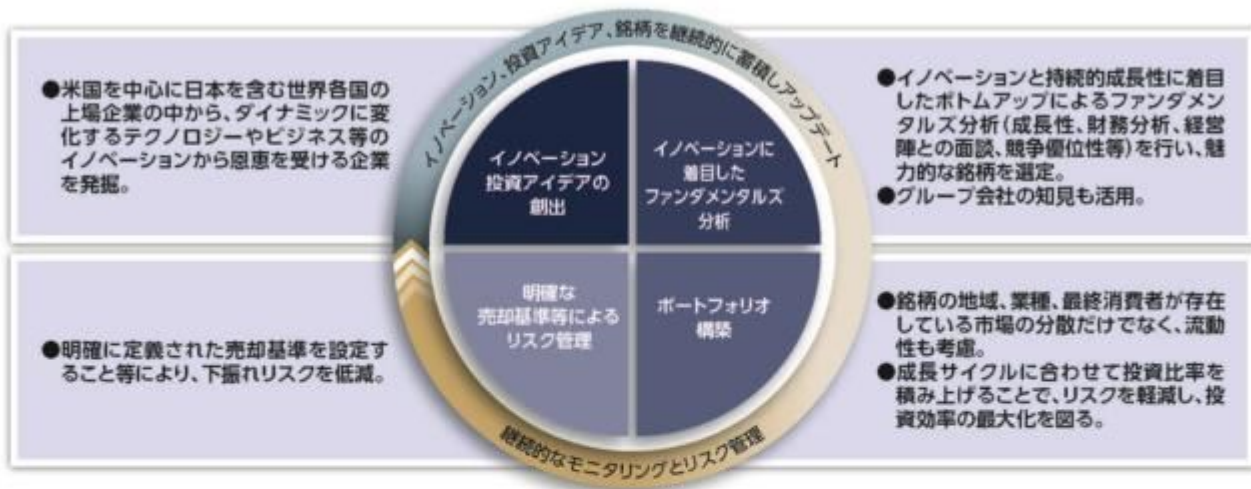 イノベーション、投資アイデア、銘柄を継続的に蓄積しアップデート
●米国を中心に日本を含む世界各国の
上場企業の中から、ダイナミックに変
化するテクノロジーやビジネス等の
イノベーションから恩恵を受ける企業
を発掘。
イノベーション
投資アイデアの
創出
イノベーションに
着目した
ファンダメンタルズ
分析
●イノベーションと持続的成長性に着目
したボトムアップによるファンダメン
タルズ分析(成長性、財務分析、経営
陣との面談、競争優位性等)を行い、魅
力的な銘柄を選定。
●グループ会社の知見も活用。
●明確に定義された売却基準を設定す
ること等により、下振れリスクを低減。
明確な
売却基準等による
リスク管理
ポートフォリオ
構築
●銘柄の地域、業種、最終消費者が存在
している市場の分散だけでなく、流動
性も考慮。
●成長サイクルに合わせて投資比率を
積み上げることで、リスクを軽減し、投
資効率の最大化を図る。
継続的なモニタリングとリスク管理